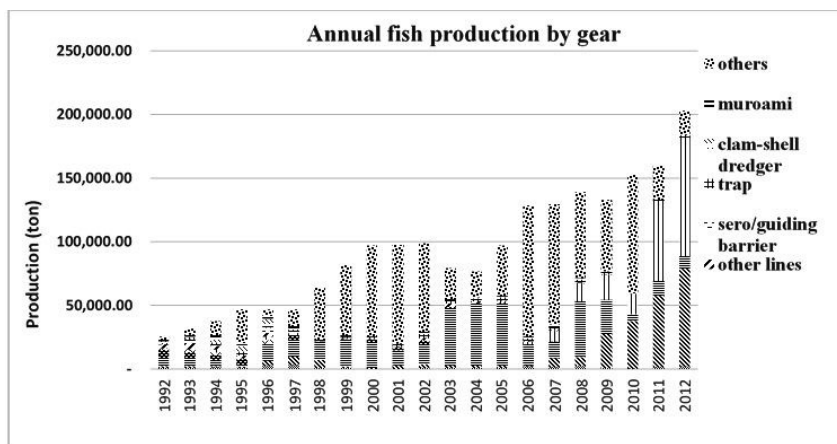 Annual fish production by gear
250,000.00
200,000.00
150,000.00
100,000.00
50,000.00
-
Production (ton)
1992
1993
1994
1995
1996
1997
1998
1999
2000
2001
2002
2003
2004
2005
2006
2007
2008
2009
2010
2011
2012
others
muroami
clam-shell
dredger
trap
sero/guiding
barrier
other lines